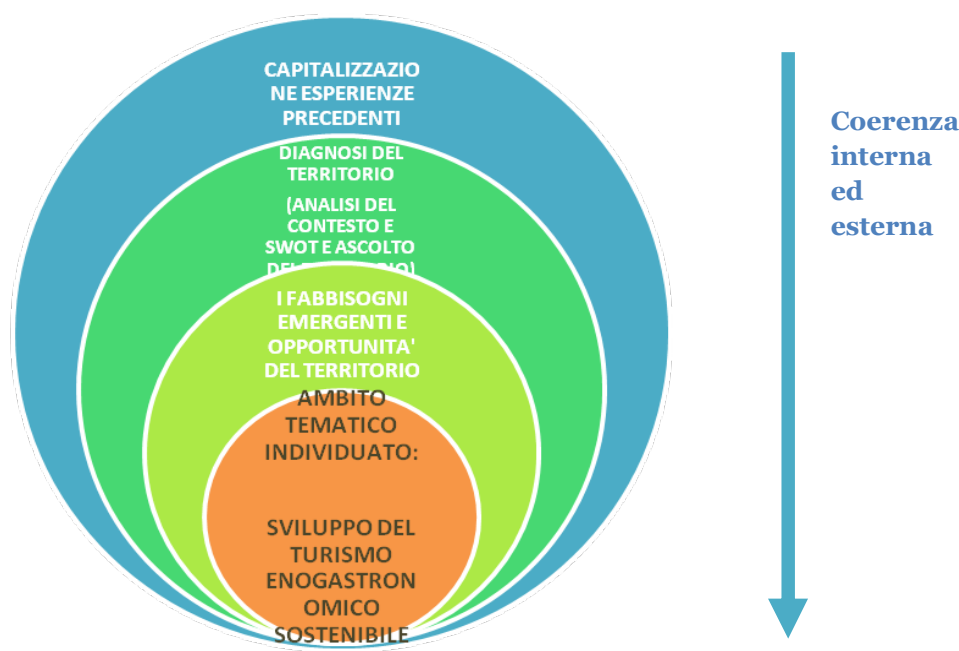 CAPITALIZZAZIO
NE ESPERIENZE
PRECEDENTI
DIAGNOSI DEL
TERRITORIO
(ANALISI DEL
CONTESTO E
SWOT E ASCOLTO
I FABBISOGNI
EMERGENTI E
OPPORTUNITA'
DEL TERRITORIO
AMBITO
TEMATICO
INDIVIDUATO:
SVILUPPO DEL
TURISMO
ENOGASTRON
OMICO
SOSTENIBILE
Coerenza
interna
ed
esterna